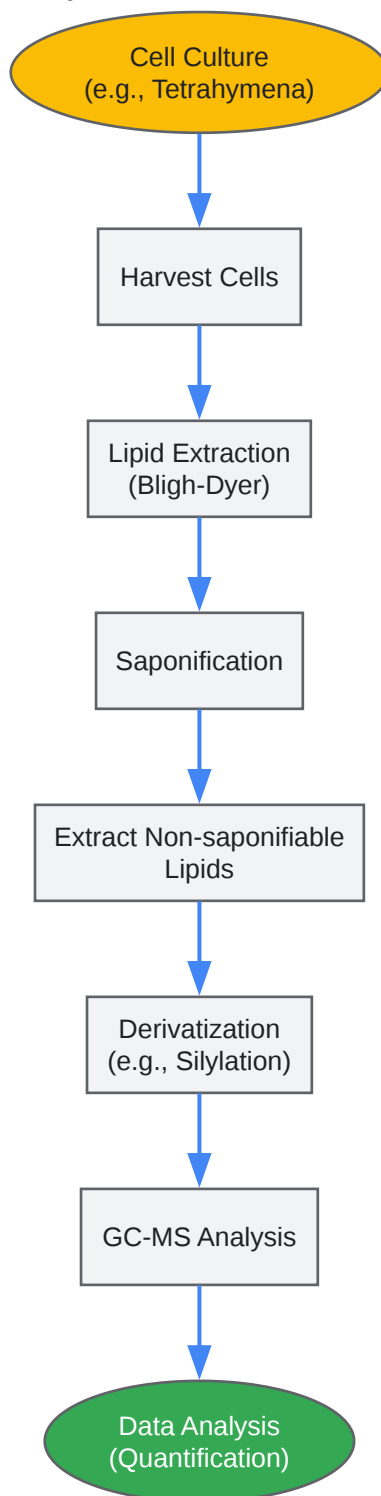 Cell Culture
(e.g., Tetrahymena)
Harvest Cells
Lipid Extraction
(Bligh-Dyer)
Saponification
Extract Non-saponifiable
Lipids
Derivatization
(e.g., Silylation)
GC-MS Analysis
Data Analysis
(Quantification)